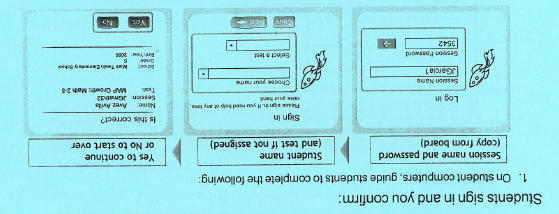 Students sign in and you confirm:
1. On student computers, guide students to complete the following:
Session name and password
(copy from board)
Log in
Session Name
JGarcia1
Session Password
3542
Student name
(and test if not assigned)
Sign in
Please sign in. If you need help at any time,
raise your hand.
Choose your name
Select a test
Next
Yes to continue
or No to start over
Is this correct?
Name: Avila
Session:
Test: MAP Growth: Math 2-5
School: Mark Twain Elementary School
Grade: 5
Birth Year: 2006
Yes
No